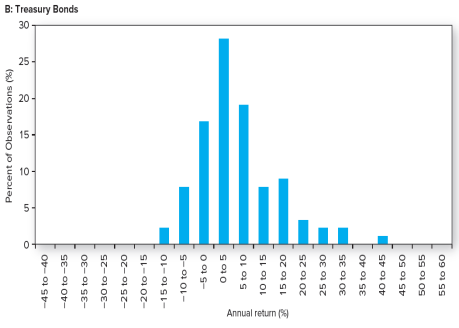 B: Treasury Bonds
30
25
20
15
10
5
0
Percent of Observations (%)
−45 to −40
−40 to −35
−35 to −30
−30 to −25
−25 to −20
−20 to −15
−15 to −10
−10 to −5
−5 to 0
0 to 5
5 to 10
10 to 15
15 to 20
20 to 25
25 to 30
30 to 35
35 to 40
40 to 45
45 to 50
50 to 55
55 to 60
Annual return (%)